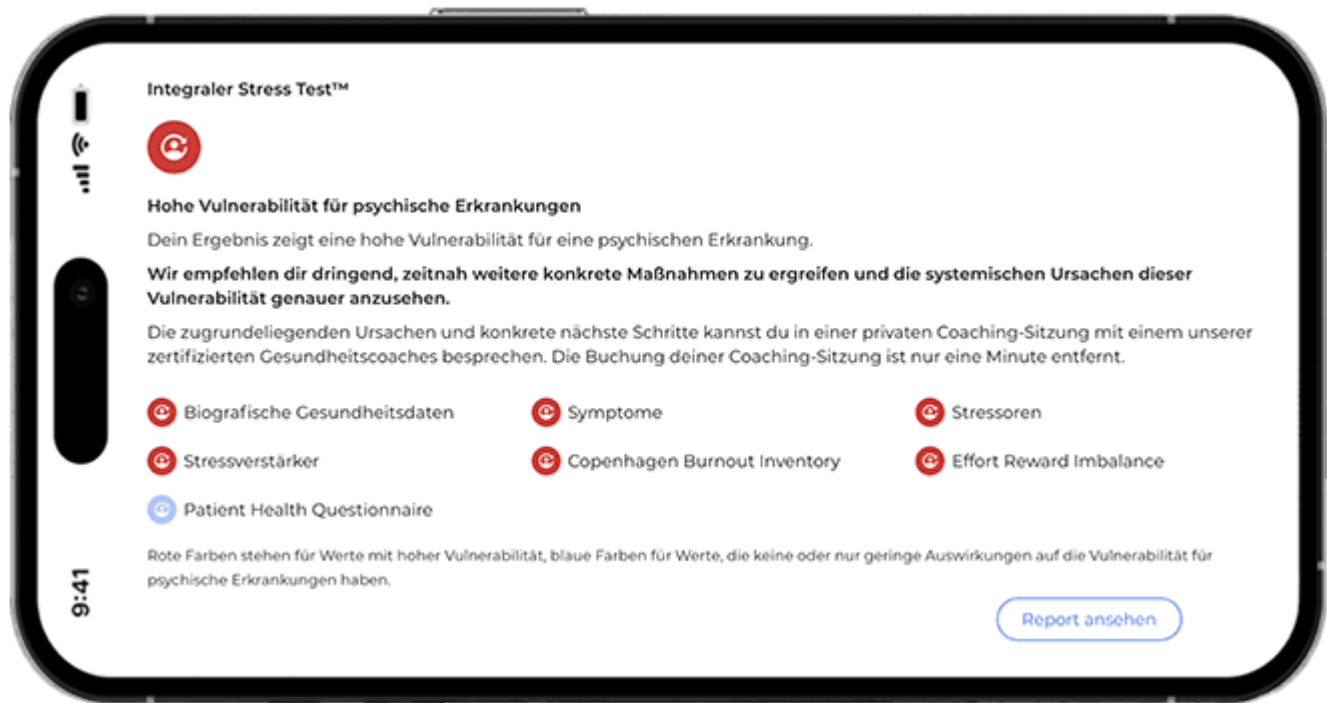 Integraler Stress Test™
Hohe Vulnerabilität für psychische Erkrankungen
Dein Ergebnis zeigt eine hohe Vulnerabilität für eine psychischen Erkrankung.
Wir empfehlen dir dringend, zeitnah weitere konkrete Maßnahmen zu ergreifen und die systemischen Ursachen dieser
Vulnerabilität genauer anzusehen.
Die zugrundeliegenden Ursachen und konkrete nächste Schritte kannst du in einer privaten Coaching-Sitzung mit einem unserer
zertifizierten Gesundheitscoaches besprechen. Die Buchung deiner Coaching-Sitzung ist nur eine Minute entfernt.
Biografische Gesundheitsdaten Symptome Stressoren
Stressverstärker Copenhagen Burnout Inventory Effort Reward Imbalance
Patient Health Questionnaire
Rote Farben stehen für Werte mit hoher Vulnerabilität, blaue Farben für Werte, die keine oder nur geringe Auswirkungen auf die Vulnerabilität für
psychische Erkrankungen haben.
9:41
Report ansehen